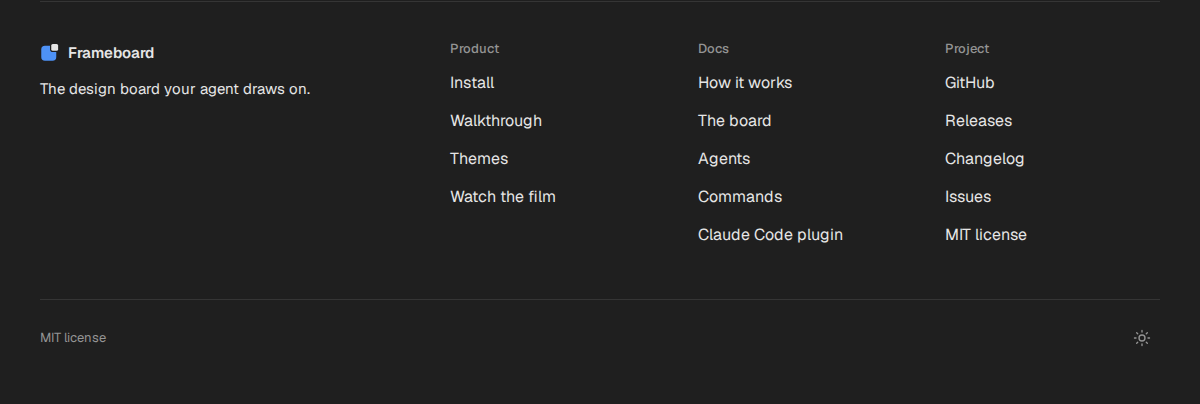 Frameboard
The design board your agent draws on.
Product
Install
Walkthrough
Themes
Watch the film
Docs
How it works
The board
Agents
Commands
Claude Code plugin
Project
GitHub
Releases
Changelog
Issues
MIT license
MIT license